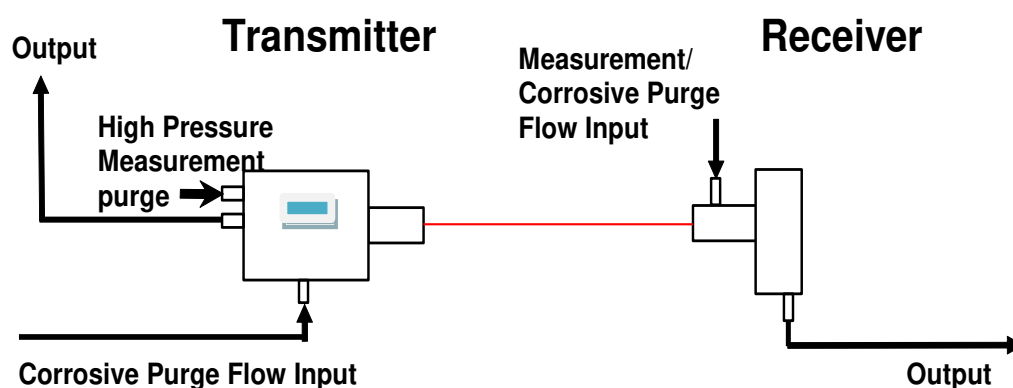 Transmitter
Receiver
Output
Measurement/
Corrosive Purge
Flow Input
High Pressure
Measurement
purge
Corrosive Purge Flow Input
Output